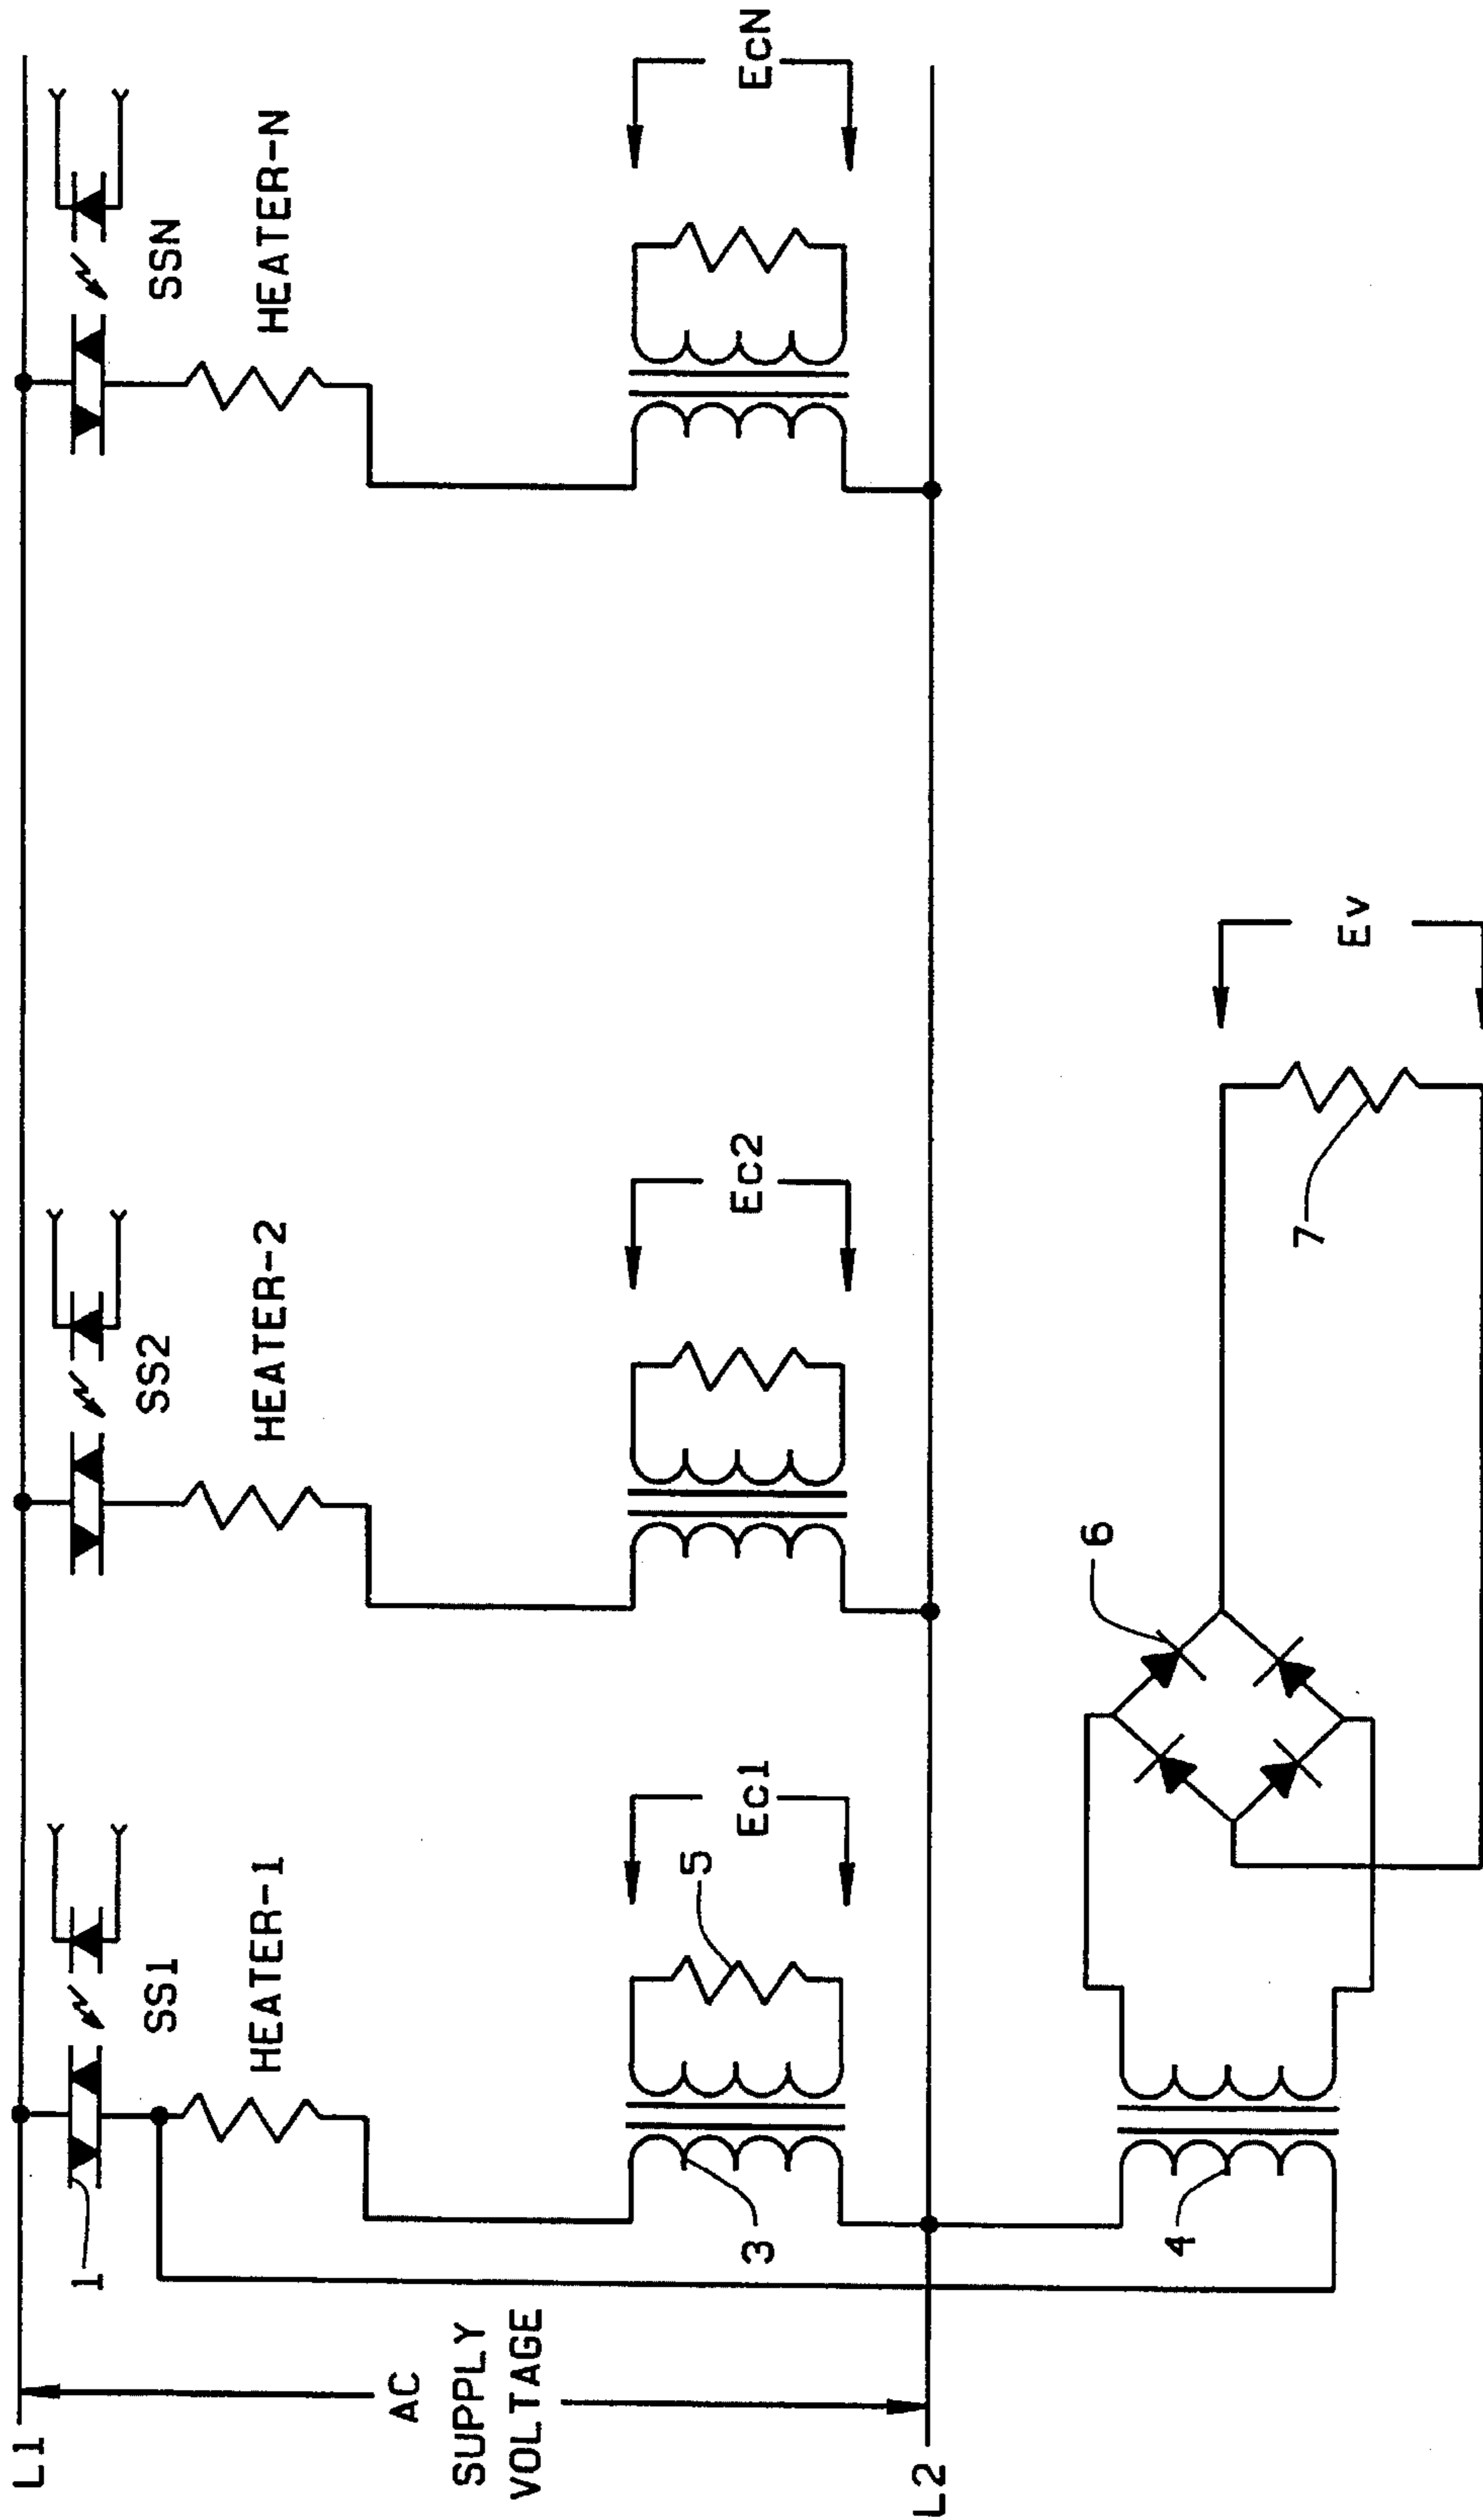 L1
1
SS1
HEATER-1
SS2
HEATER-2
SSN
HEATER-N
AC
SUPPLY
VOLTAGE
3
5
Ec1
Ec2
EcN
L2
4
6
7
Ev